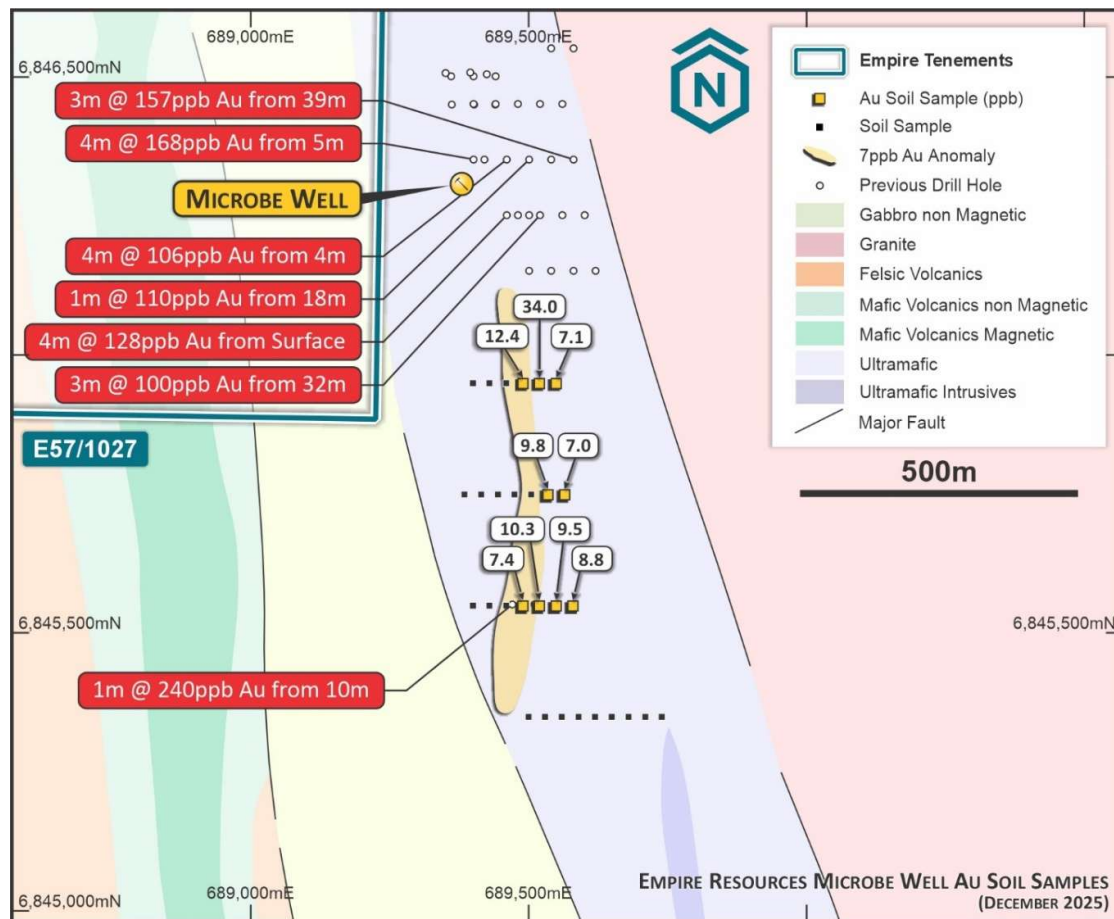 689,000mE
689,500mE
6,846,500mN
3m @ 157ppb Au from 39m
4m @ 168ppb Au from 5m
MICROBE WELL
4m @ 106ppb Au from 4m
1m @ 110ppb Au from 18m
4m @ 128ppb Au from Surface
3m @ 100ppb Au from 32m
E57/1027
N
Empire Tenements
Au Soil Sample (ppb)
Soil Sample
7ppb Au Anomaly
Previous Drill Hole
Gabbro non Magnetic
Granite
Felsic Volcanics
Mafic Volcanics non Magnetic
Mafic Volcanics Magnetic
Ultramafic
Ultramafic Intrusives
Major Fault
500m
34.0
12.4
7.1
9.8
7.0
10.3
9.5
7.4
8.8
6,845,500mN
6,845,500mN
1m @ 240ppb Au from 10m
6,845,000mN
689,000mE
689,500mE
EMPIRE RESOURCES MICROBE WELL AU SOIL SAMPLES
(DECEMBER 2025)